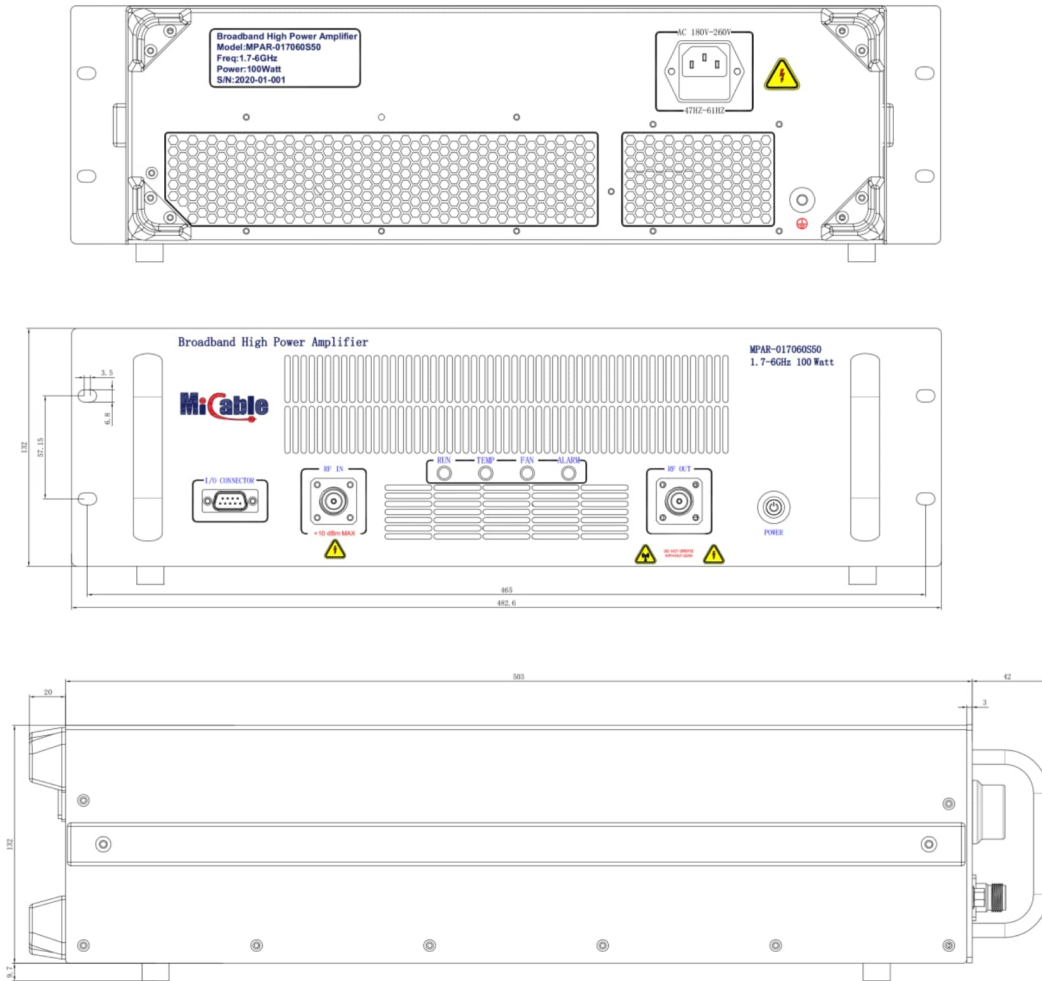 Broadband High Power Amplifier
Model:MPAR-017060S50
Freq:1.7-6GHz
Power:100Watt
S/N:2020-01-001
AC 180V-260V
47HZ-61HZ
Broadband High Power Amplifier
MPAR-017060S50
1.7-6GHz 100 Watt
MiCable
3.5
6.8
57.15
132
RUN TEMP FAN ALARM
I/O CONNECTOR
RF IN
RF OUT
+10 dBm MAX
POWER
465
482.6
503
42
20
3
132
9.7